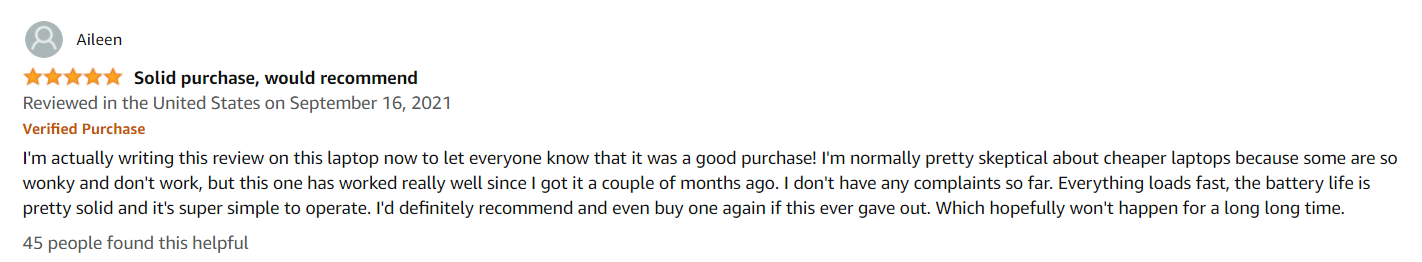 Aileen
Solid purchase, would recommend
Reviewed in the United States on September 16, 2021
Verified Purchase
I'm actually writing this review on this laptop now to let everyone know that it was a good purchase! I'm normally pretty skeptical about cheaper laptops because some are so
wonky and don't work, but this one has worked really well since I got it a couple of months ago. I don't have any complaints so far. Everything loads fast, the battery life is
pretty solid and it's super simple to operate. I'd definitely recommend and even buy one again if this ever gave out. Which hopefully won't happen for a long long time.
45 people found this helpful